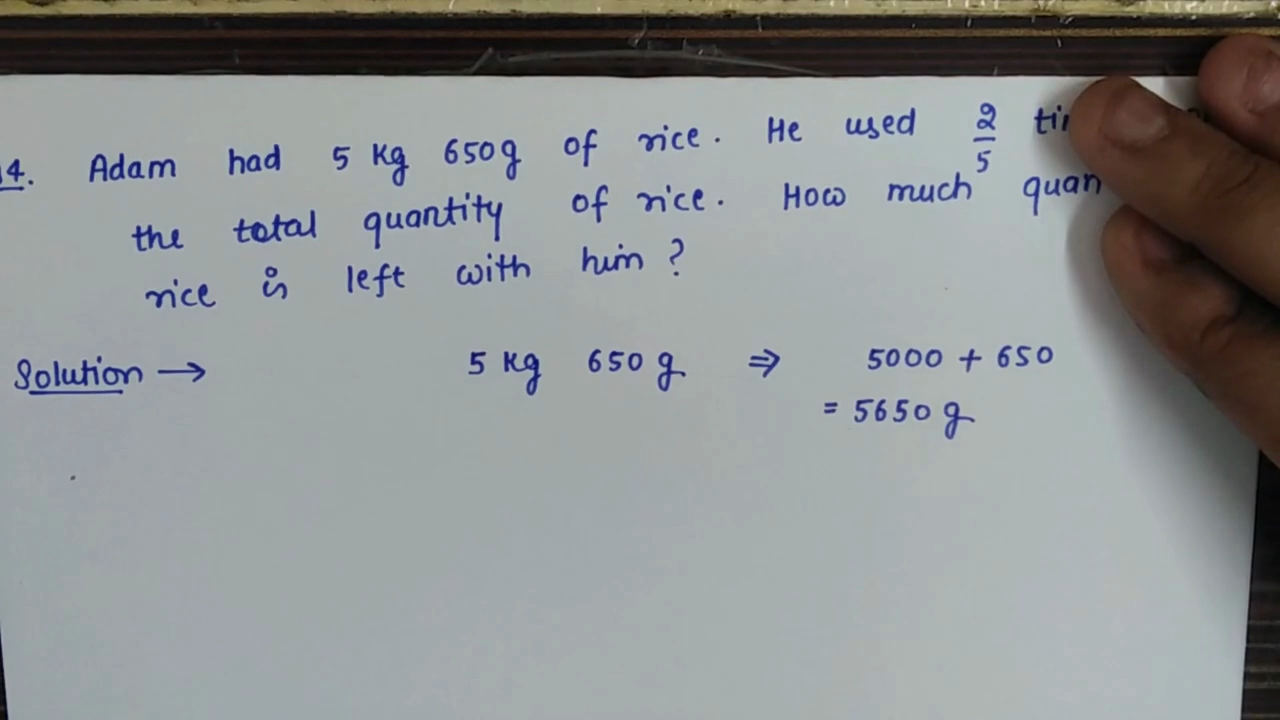 14. Adam had 5 Kg 650g of rice. He used 2/5
the total quantity of rice. How much
rice is left with him ?
Solution → 5 Kg 650 g ⇒ 5000 + 650
= 5650 g